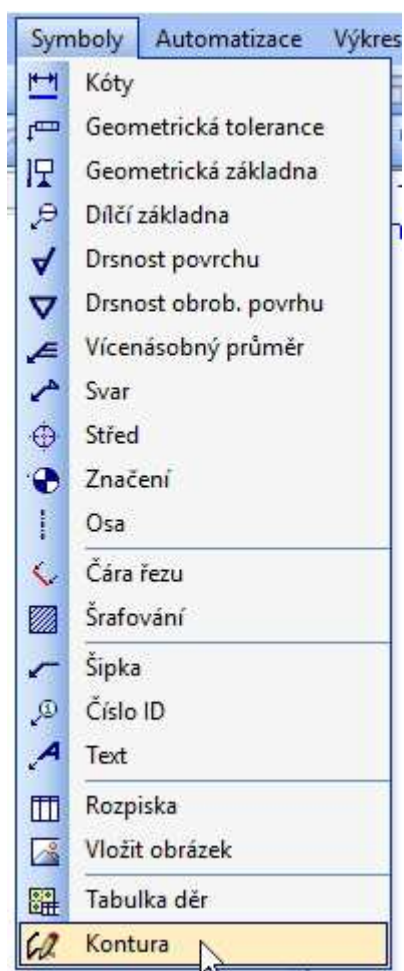 Symboly Automatizace Výkres
Kóty
Geometrická tolerance
Geometrická základna
Dílčí základna
Drsnost povrchu
Drsnost obrob. povrhu
Vícenásobný průměr
Svar
Střed
Značení
Osa
Čára řezu
Šrafování
Šipka
Číslo ID
Text
Rozpiska
Vložit obrázek
Tabulka děr
Kontura